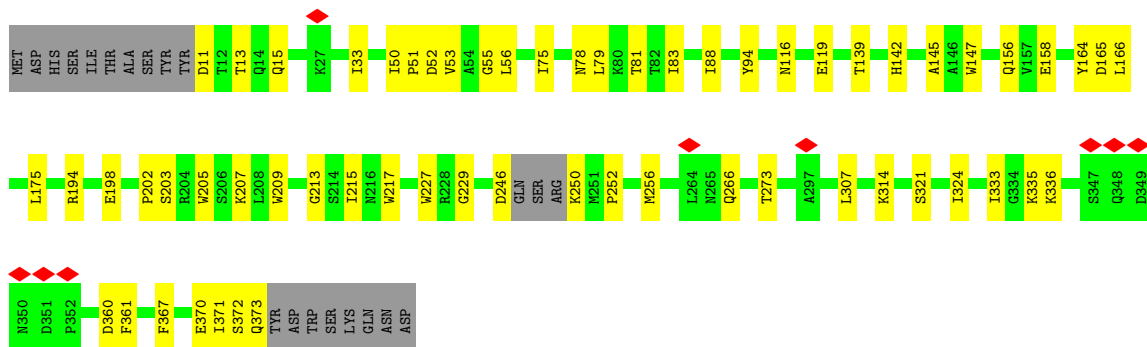 MET ASP HIS SER ILE THR ALA SER TYR TYR D11 T12 T13 Q14 Q15 K27 I33 I50 P51 D52 V53 A54 G55 L56 I75 N78 L79 K80 T81 T82 I83 I88 Y94 N116 E119 T139 H142 A145 A146 W147 Q156 V157 E158 Y164 D165 L166
L175 R194 E198 P202 S203 R204 W205 S206 K207 L208 W209 G213 S214 I215 N216 W217 W227 R228 G229 D246 GLN SER ARG K250 M251 P252 M256 L264 N265 Q266 T273 A297 L307 K314 S321 I324 I333 G334 K335 K336 S347 Q348 D349
N350 D351 P352 D360 F361 F367 E370 I371 S372 Q373 TYR ASP TRP SER LYS GLN ASN ASP